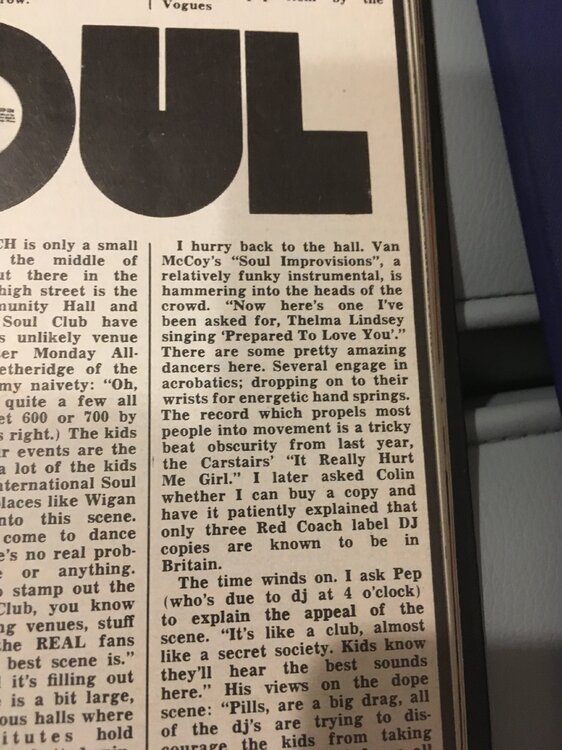 Vogues
the
OUL
CH is only a small
the middle of
ut there in the
high street is the
munity Hall and
Soul Club have
s unlikely venue
er Monday All-
etheridge of the
my naivety: “Oh,
quite a few all
et 600 or 700 by
s right.) The kids
r events are the
a lot of the kids
nternational Soul
laces like Wigan
nto this scene.
come to dance
e's no real prob-
e or anything.
o stamp out the
Club, you know
ng venues, stuff
the REAL fans
best scene is.”
l it's filling out
e is a bit large,
ous halls where
itutes hold
I hurry back to the hall. Van
McCoy's “Soul Improvisions”, a
relatively funky instrumental, is
hammering into the heads of the
crowd. “Now here's one I've
been asked for, Thelma Lindsey
singing ‘Prepared To Love You’.”
There are some pretty amazing
dancers here. Several engage in
acrobatics; dropping on to their
wrists for energetic hand springs.
The record which propels most
people into movement is a tricky
beat obscurity from last year,
the Carstairs' “It Really Hurt
Me Girl.” I later asked Colin
whether I can buy a copy and
have it patiently explained that
only three Red Coach label DJ
copies are known to be in
Britain.
The time winds on. I ask Pep
(who's due to dj at 4 o'clock)
to explain the appeal of the
scene. “It's like a club, almost
like a secret society. Kids know
they'll hear the best sounds
here.” His views on the dope
scene: “Pills, are a big drag, all
of the dj's are trying to dis-
courage the kids from taking